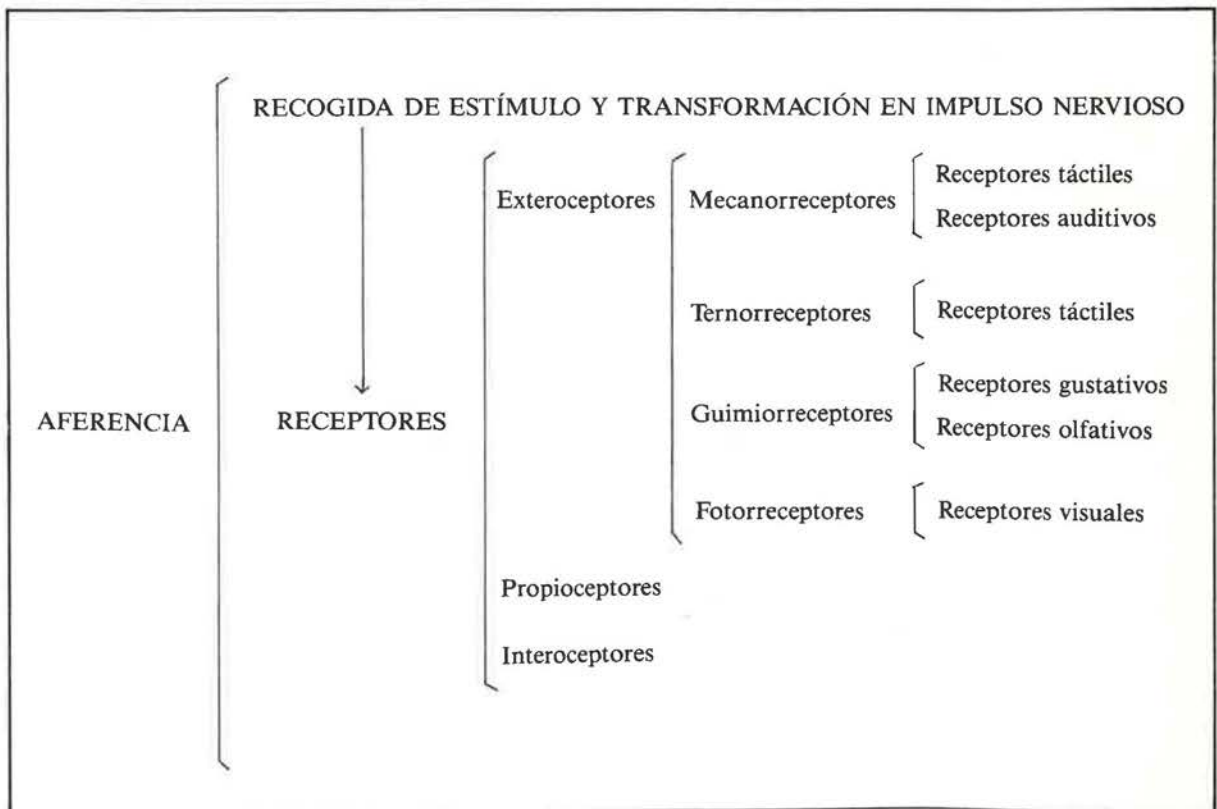 RECOGIDA DE ESTÍMULO Y TRANSFORMACIÓN EN IMPULSO NERVIOSO
AFERENCIA
RECEPTORES
Exteroceptores
Mecanorreceptores
Receptores táctiles
Receptores auditivos
Ternorreceptores
Receptores táctiles
Guimiorreceptores
Receptores gustativos
Receptores olfativos
Fotorreceptores
Receptores visuales
Propioceptores
Interoceptores